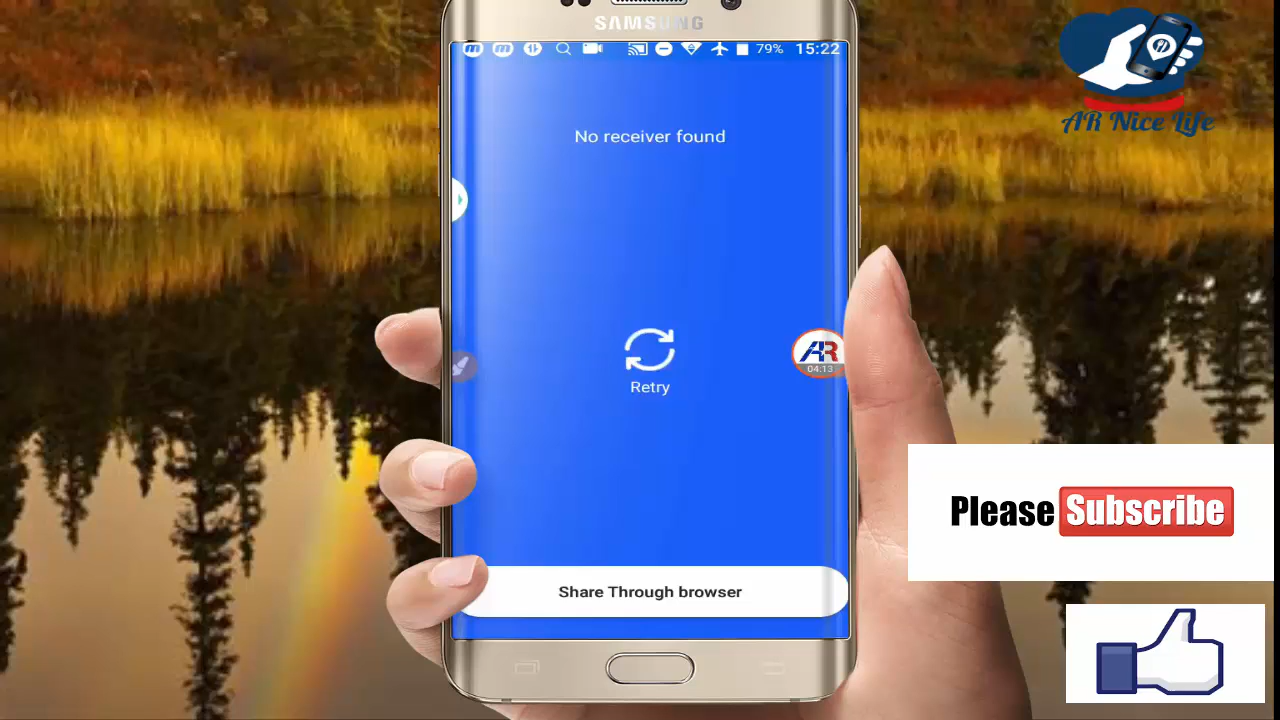 SAMSUNG
79% 15:22
AR Nice Life
No receiver found
AR
04:13
Retry
Please Subscribe
Share Through browser